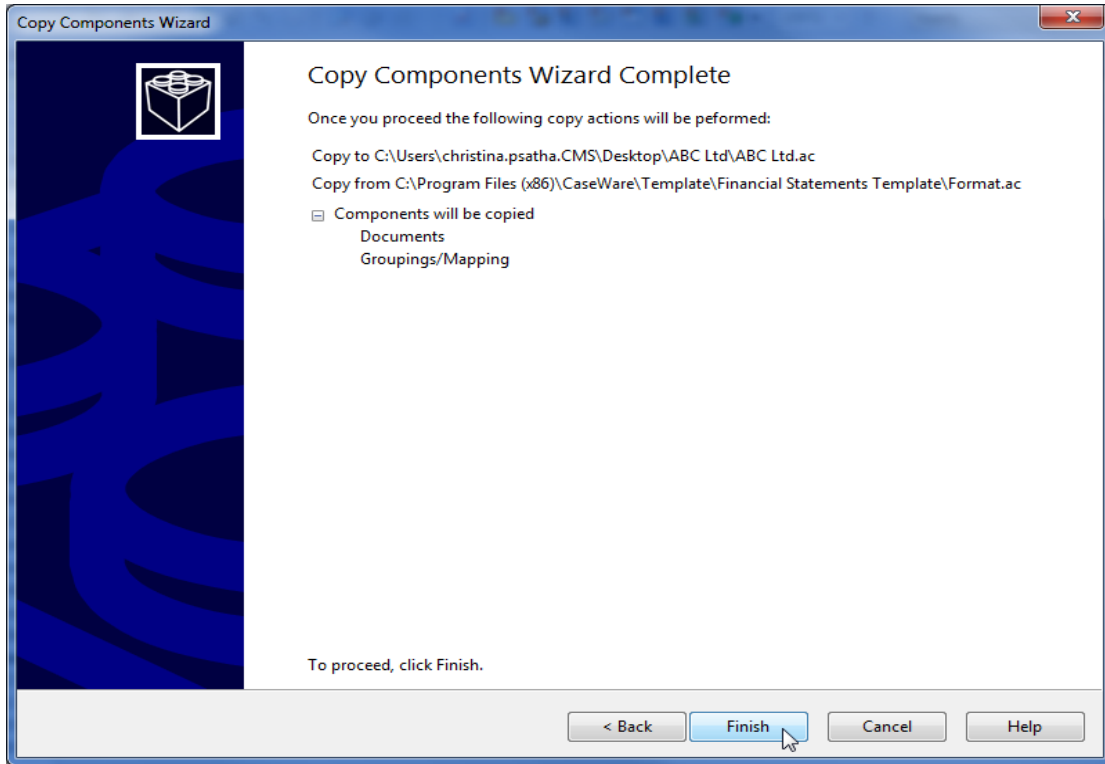 Copy Components Wizard
Copy Components Wizard Complete
Once you proceed the following copy actions will be peformed:
Copy to C:\Users\christina.psatha.CMS\Desktop\ABC Ltd\ABC Ltd.ac
Copy from C:\Program Files (x86)\CaseWare\Template\Financial Statements Template\Format.ac
Components will be copied
Documents
Groupings/Mapping
To proceed, click Finish.
< Back Finish Cancel Help